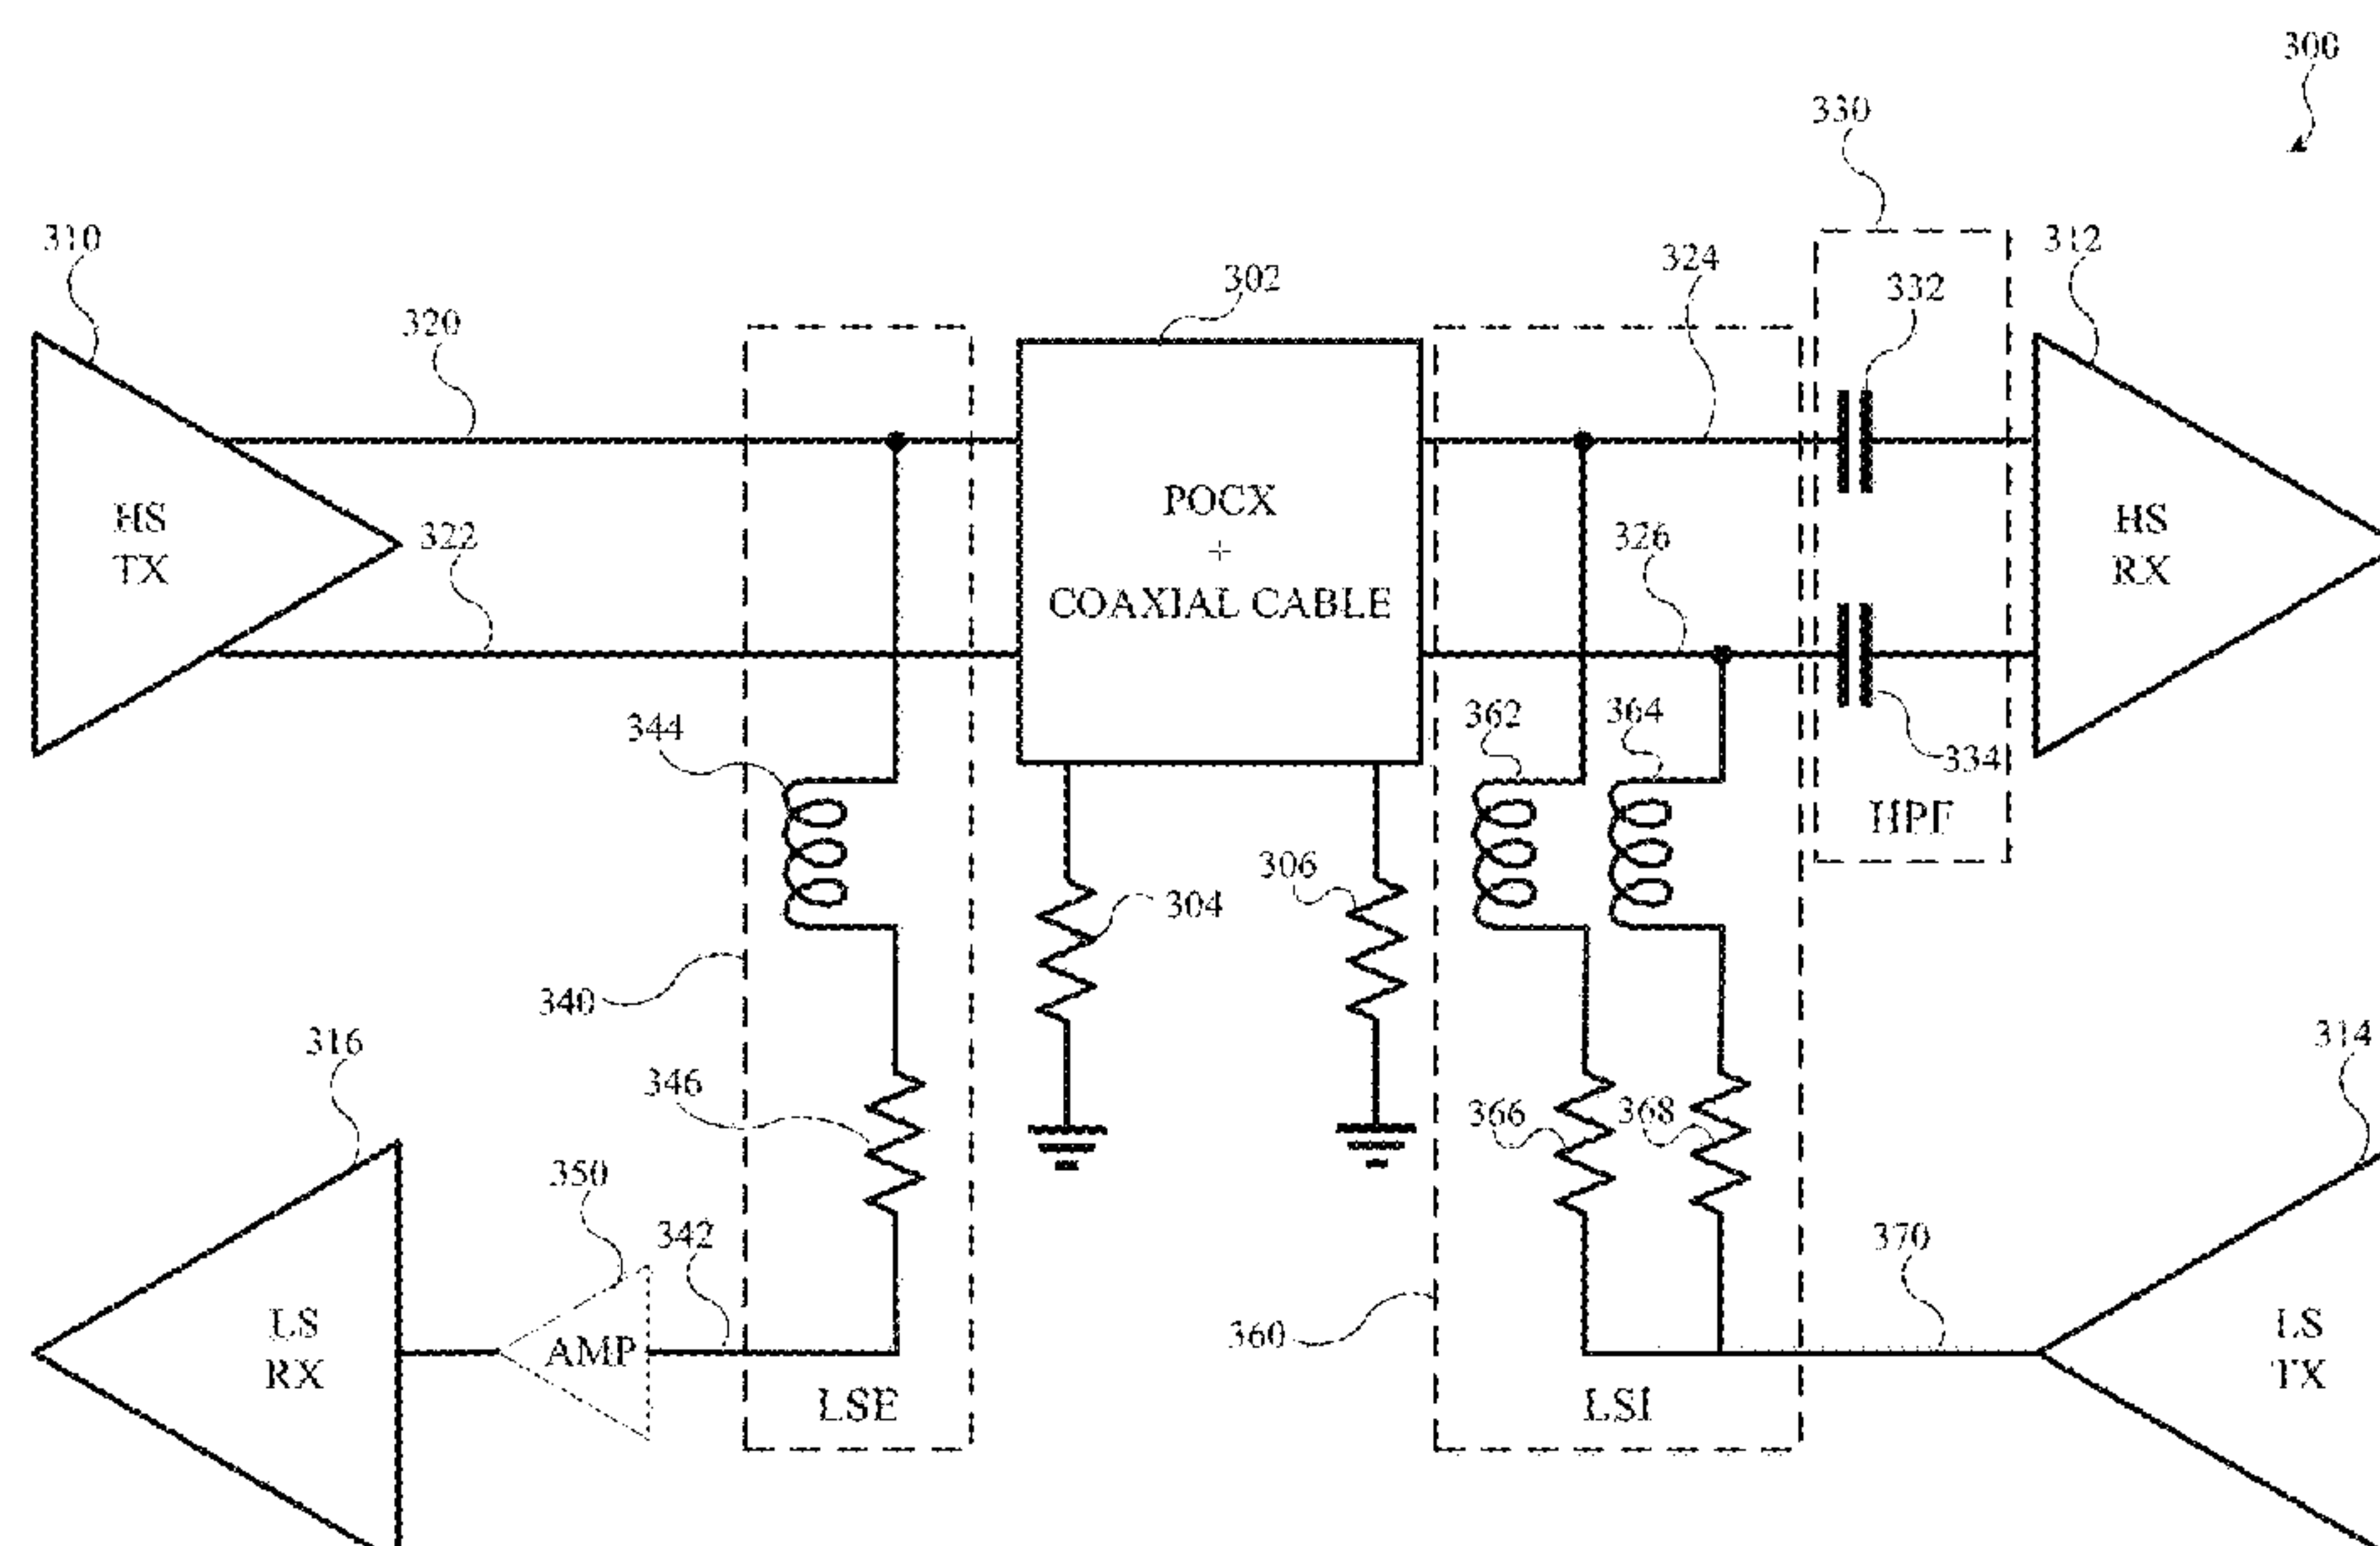 300
330
310
312
324
302
332
320
HS
TX
322
POCX
+
COAXIAL CABLE
326
HS
RX
344
362
364
334
HPF
306
304
340
316
314
346
366
368
350
342
370
360
LS
RX
AMP
LS
TX
LSE
LSI